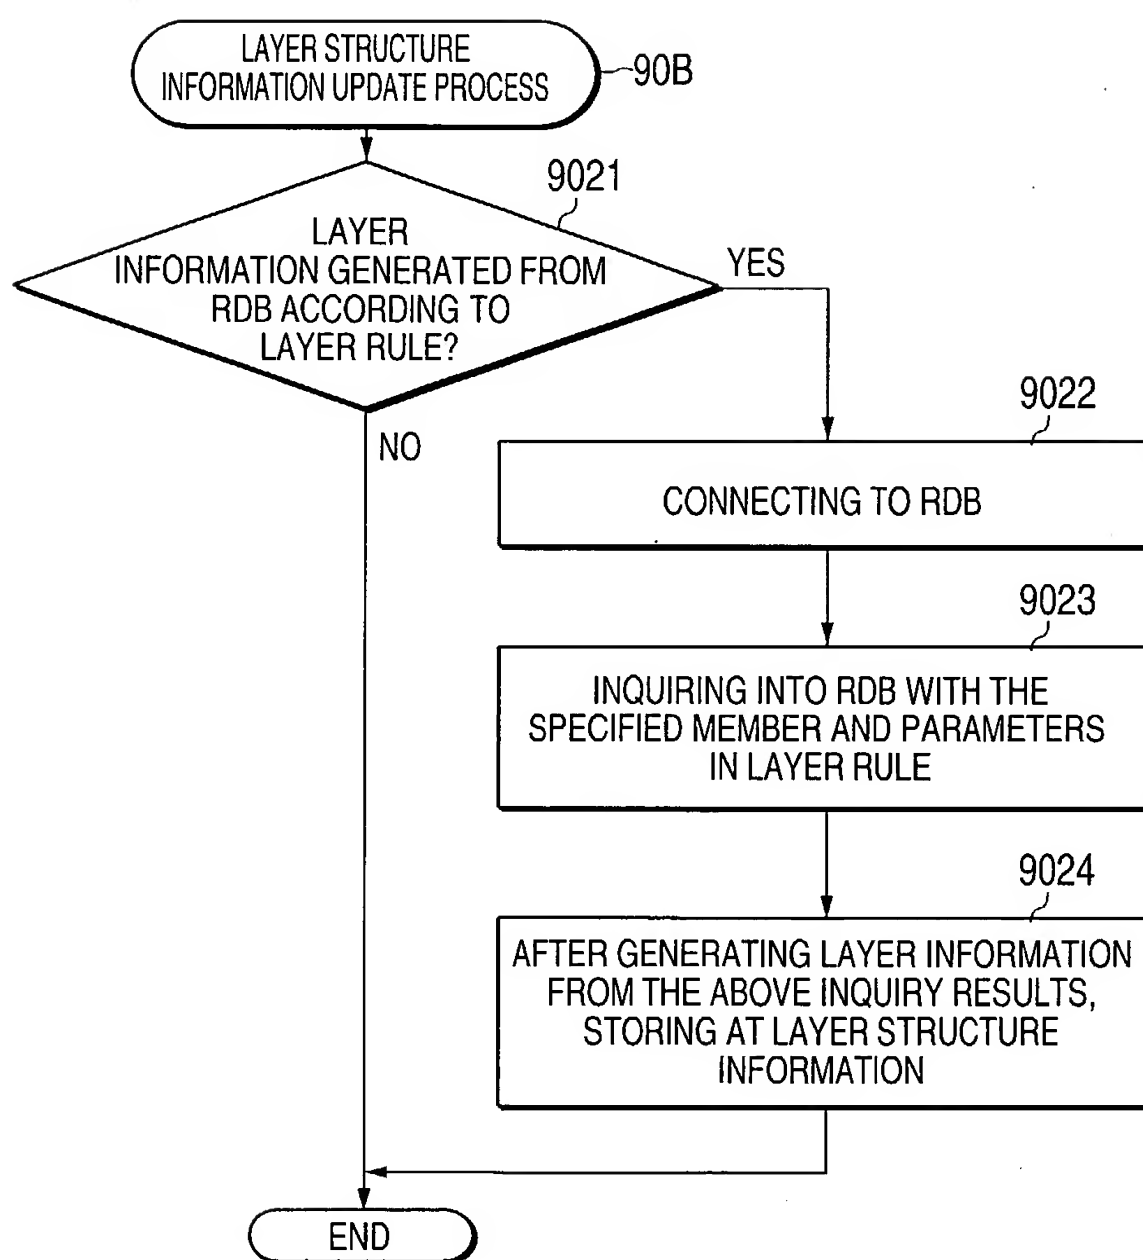 LAYER STRUCTURE
INFORMATION UPDATE PROCESS
90B
9021
LAYER
INFORMATION GENERATED FROM
RDB ACCORDING TO
LAYER RULE?
YES
NO
9022
CONNECTING TO RDB
9023
INQUIRING INTO RDB WITH THE
SPECIFIED MEMBER AND PARAMETERS
IN LAYER RULE
9024
AFTER GENERATING LAYER INFORMATION
FROM THE ABOVE INQUIRY RESULTS,
STORING AT LAYER STRUCTURE
INFORMATION
END